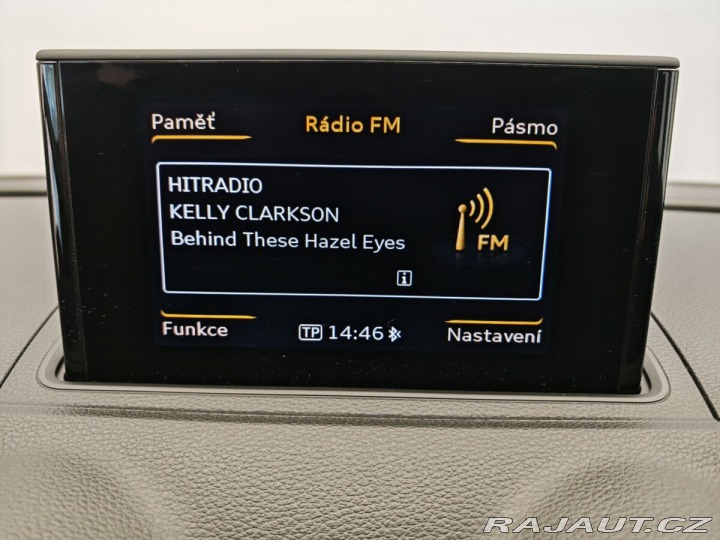 Paměť
Rádio FM
Pásmo
HITRADIO
KELLY CLARKSON
Behind These Hazel Eyes
FM
i
Funkce
TP 14:46
Nastavení
RAJAUT.CZ